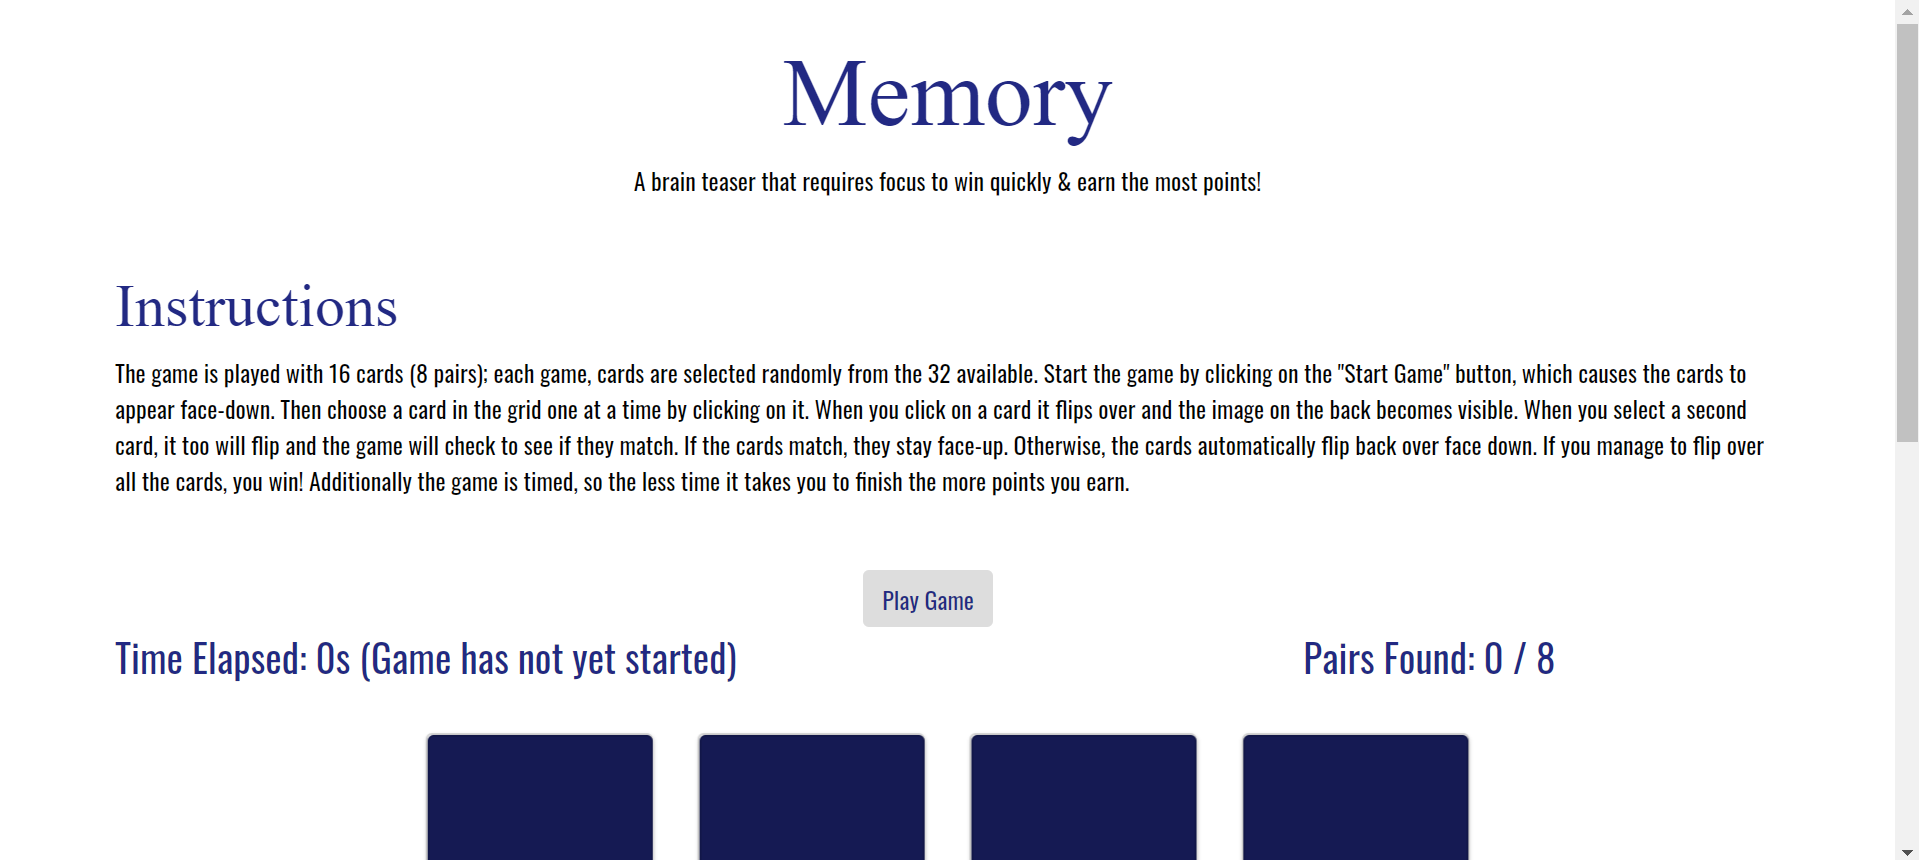 Memory
A brain teaser that requires focus to win quickly & earn the most points!
Instructions
The game is played with 16 cards (8 pairs); each game, cards are selected randomly from the 32 available. Start the game by clicking on the "Start Game" button, which causes the cards to
appear face-down. Then choose a card in the grid one at a time by clicking on it. When you click on a card it flips over and the image on the back becomes visible. When you select a second
card, it too will flip and the game will check to see if they match. If the cards match, they stay face-up. Otherwise, the cards automatically flip back over face down. If you manage to flip over
all the cards, you win! Additionally the game is timed, so the less time it takes you to finish the more points you earn.
Play Game
Time Elapsed: 0s (Game has not yet started)
Pairs Found: 0 / 8